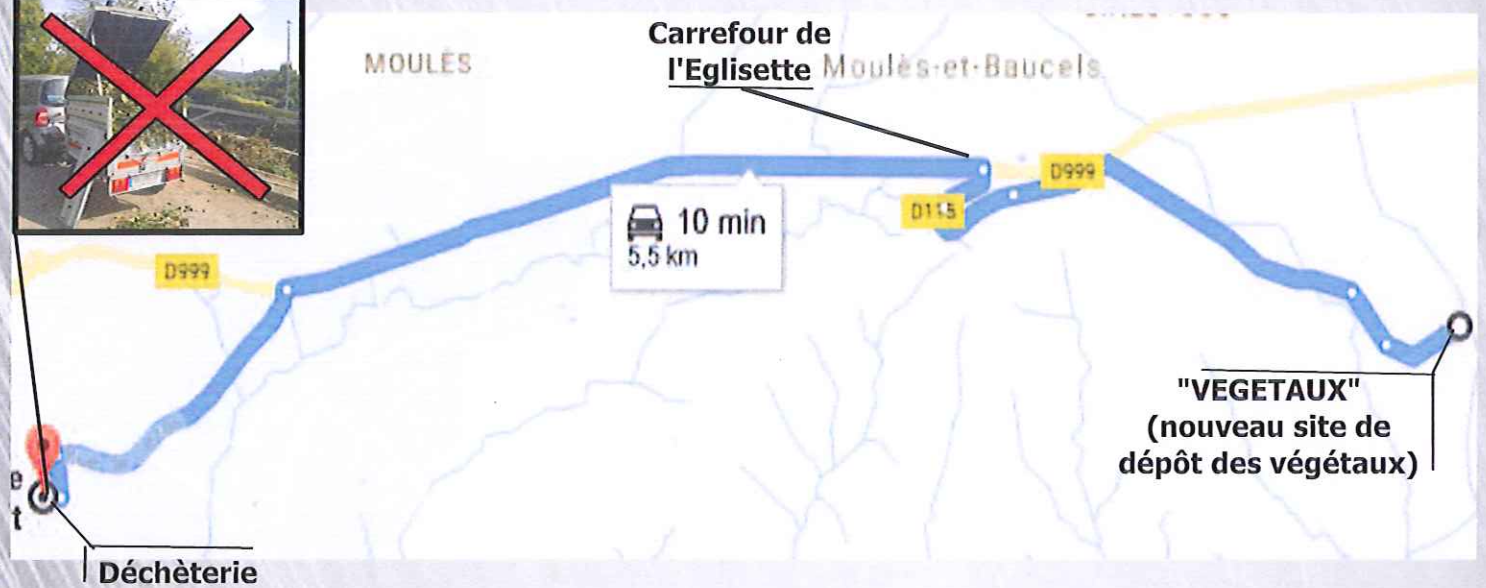 MOULÈS
Carrefour de
l'Eglisette
Moulès-et-Baucels
D999
D115
10 min
5,5 km
D999
"VEGETAUX"
(nouveau site de
dépôt des végétaux)
e
t
Déchèterie